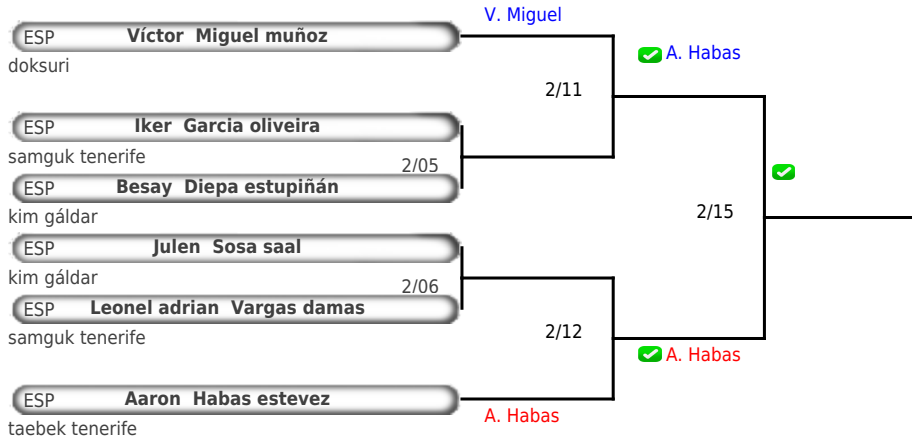 V. Miguel
ESP Víctor Miguel muñoz
doksuri
A. Habas
2/11
ESP Iker Garcia oliveira
samguk tenerife
2/05
ESP Besay Diepa estupiñán
kim gáldar
2/15
ESP Julen Sosa saal
kim gáldar
2/06
ESP Leonel adrian Vargas damas
samguk tenerife
2/12
A. Habas
ESP Aaron Habas estevez
taebek tenerife
A. Habas